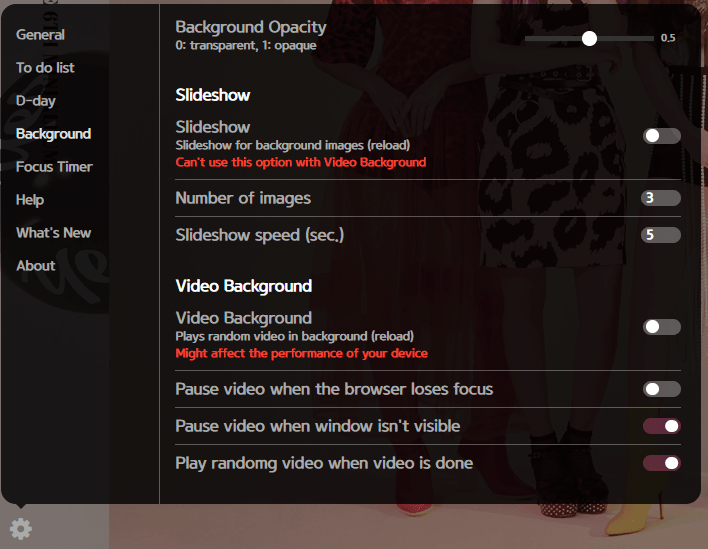 General
To do list
D-day
Background
Focus Timer
Help
What's New
About
Background Opacity
0: transparent, 1: opaque
0.5
Slideshow
Slideshow
Slideshow for background images (reload)
Can't use this option with Video Background
Number of images
3
Slideshow speed (sec.)
5
Video Background
Video Background
Plays random video in background (reload)
Might affect the performance of your device
Pause video when the browser loses focus
Pause video when window isn't visible
Play randomg video when video is done